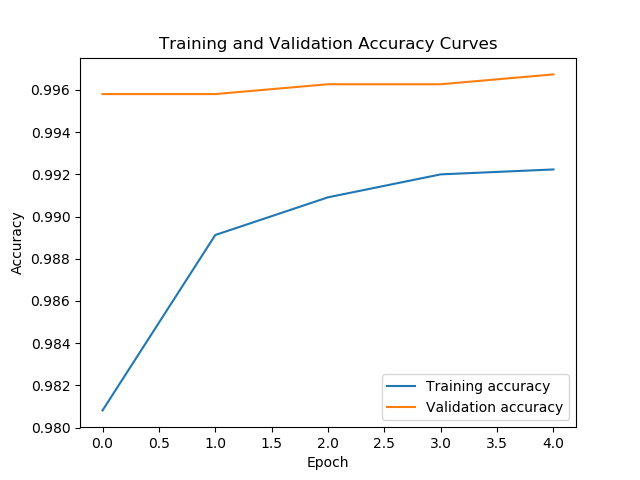 Training and Validation Accuracy Curves
Accuracy
0.996
0.994
0.992
0.990
0.988
0.986
0.984
0.982
0.980
Training accuracy
Validation accuracy
0.0 0.5 1.0 1.5 2.0 2.5 3.0 3.5 4.0
Epoch